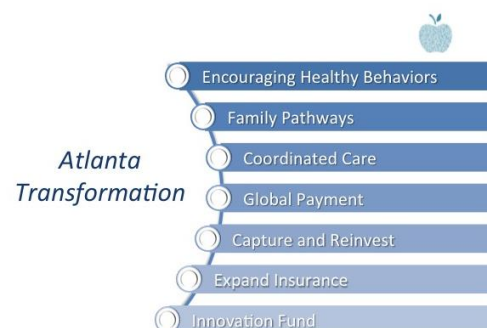 Encouraging Healthy Behaviors
Family Pathways
Coordinated Care
Atlanta
Transformation
Global Payment
Capture and Reinvest
Expand Insurance
Innovation Fund